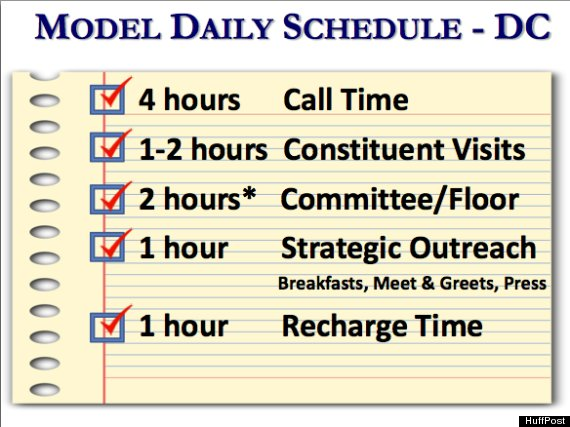 MODEL DAILY SCHEDULE - DC
4 hours Call Time
1-2 hours Constituent Visits
2 hours* Committee/Floor
1 hour Strategic Outreach
Breakfasts, Meet & Greets, Press
1 hour Recharge Time
HuffPost